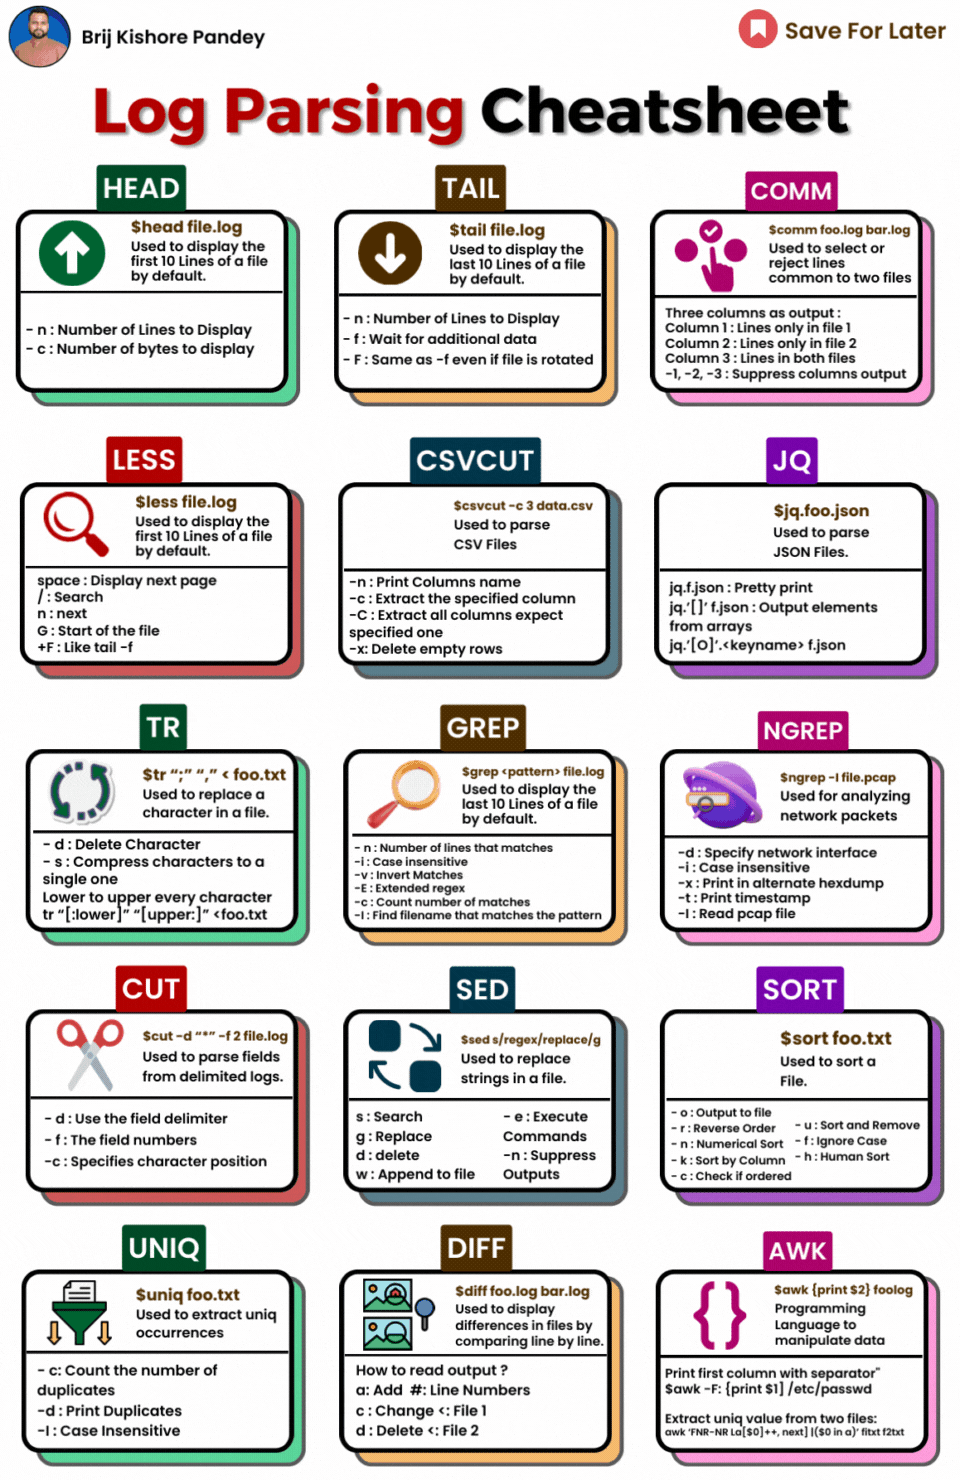 Brij Kishore Pandey
Save For Later
Log Parsing Cheatsheet
HEAD
$head file.log
Used to display the
first 10 Lines of a file
by default.
- n : Number of Lines to Display
- c : Number of bytes to display
TAIL
$tail file.log
Used to display the
last 10 Lines of a file
by default.
- n : Number of Lines to Display
- f : Wait for additional data
- F : Same as -f even if file is rotated
COMM
$comm foo.log bar.log
Used to select or
reject lines
common to two files
Three columns as output :
Column 1 : Lines only in file 1
Column 2 : Lines only in file 2
Column 3 : Lines in both files
-1, -2, -3 : Suppress columns output
LESS
$less file.log
Used to display the
first 10 Lines of a file
by default.
space : Display next page
/ : Search
n : next
G : Start of the file
+F : Like tail -f
CSVCUT
$csvcut -c 3 data.csv
Used to parse
CSV Files
-n : Print Columns name
-c : Extract the specified column
-C : Extract all columns expect
specified one
-x: Delete empty rows
JQ
$jq.foo.json
Used to parse
JSON Files.
jq.f.json : Pretty print
jq.'[]' f.json : Output elements
from arrays
jq.'[O]'.<keyname> f.json
TR
$tr “;” “,” < foo.txt
Used to replace a
character in a file.
- d : Delete Character
- s : Compress characters to a
single one
Lower to upper every character
tr “[:lower]” “[upper:]” <foo.txt
GREP
$grep <pattern> file.log
Used to display the
last 10 Lines of a file
by default.
- n : Number of lines that matches
-i : Case insensitive
-v : Invert Matches
-E : Extended regex
-c : Count number of matches
-l : Find filename that matches the pattern
NGREP
$ngrep -I file.pcap
Used for analyzing
network packets
-d : Specify network interface
-i : Case insensitive
-x : Print in alternate hexdump
-t : Print timestamp
-I : Read pcap file
CUT
$cut -d “*” -f 2 file.log
Used to parse fields
from delimited logs.
- d : Use the field delimiter
- f : The field numbers
-c : Specifies character position
SED
$sed s/regex/replace/g
Used to replace
strings in a file.
s : Search
g : Replace
d : delete
w : Append to file
- e : Execute
Commands
-n : Suppress
Outputs
SORT
$sort foo.txt
Used to sort a
File.
- o : Output to file
- r : Reverse Order
- n : Numerical Sort
- k : Sort by Column
- c : Check if ordered
- u : Sort and Remove
- f : Ignore Case
- h : Human Sort
UNIQ
$uniq foo.txt
Used to extract uniq
occurrences
- c: Count the number of
duplicates
-d : Print Duplicates
-I : Case Insensitive
DIFF
$diff foo.log bar.log
Used to display
differences in files by
comparing line by line.
How to read output ?
a: Add #: Line Numbers
c : Change <: File 1
d : Delete <: File 2
AWK
$awk {print $2} foolog
Programming
Language to
manipulate data
Print first column with separator"
$awk -F: {print $1] /etc/passwd
Extract uniq value from two files:
awk 'FNR-NR La[$0]++, next] |($0 in a)' fitxt f2txt